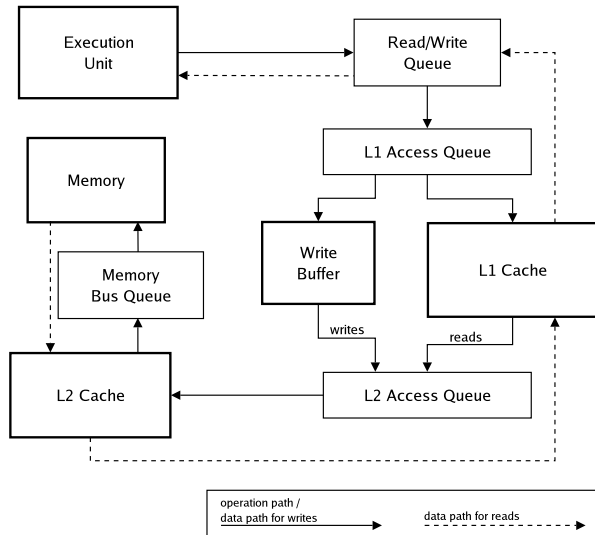 Execution
Unit
Read/Write
Queue
L1 Access Queue
Memory
Write
Buffer
L1 Cache
Memory
Bus Queue
writes
reads
L2 Cache
L2 Access Queue
operation path /
data path for writes
data path for reads